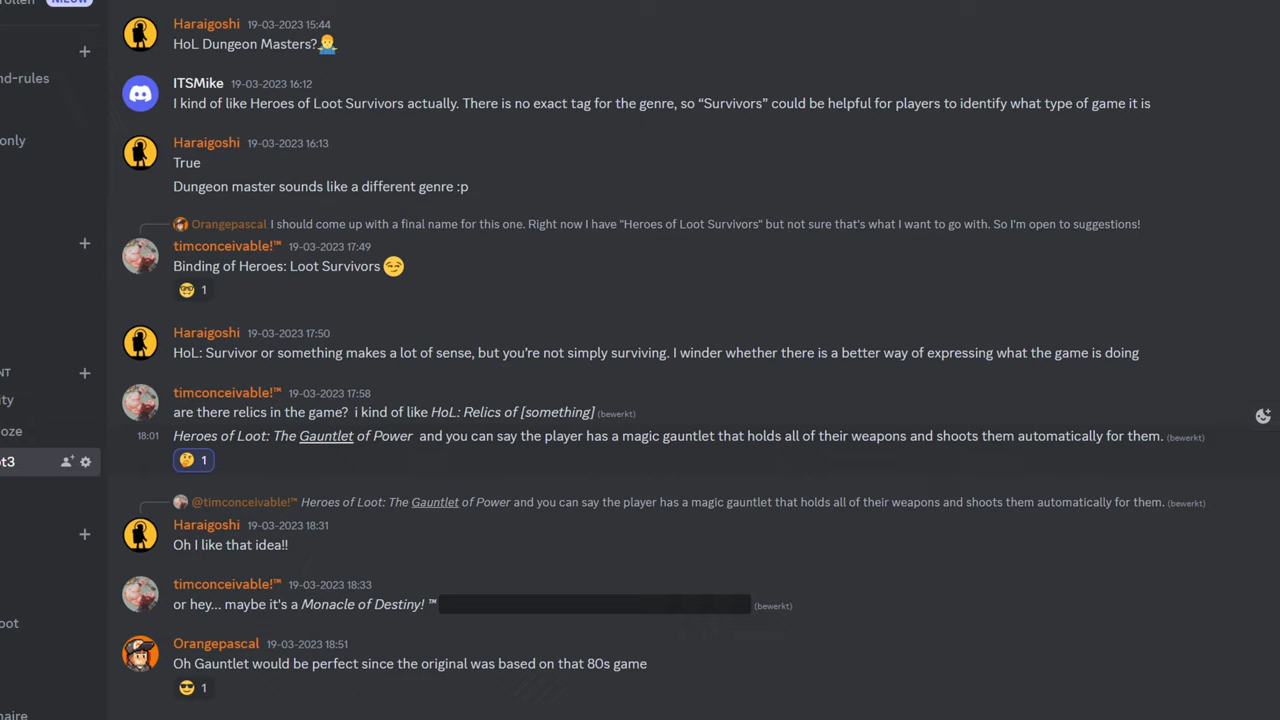 NIEUW
Haraigoshi 19-03-2023 15:44
HoL Dungeon Masters?🤷‍♂️
nd-rules
ITSMike 19-03-2023 16:12
I kind of like Heroes of Loot Survivors actually. There is no exact tag for the genre, so “Survivors” could be helpful for players to identify what type of game it is
only
Haraigoshi 19-03-2023 16:13
True
Dungeon master sounds like a different genre :p
Orangepascal I should come up with a final name for this one. Right now I have "Heroes of Loot Survivors" but not sure that's what I want to go with. So I'm open to suggestions!
timconceivable!™ 19-03-2023 17:49
Binding of Heroes: Loot Survivors 😏
🤓 1
Haraigoshi 19-03-2023 17:50
HoL: Survivor or something makes a lot of sense, but you’re not simply surviving. I winder whether there is a better way of expressing what the game is doing
NT
timconceivable!™ 19-03-2023 17:58
ity
are there relics in the game? i kind of like HoL: Relics of [something] (bewerkt)
oze
18:01 Heroes of Loot: The Gauntlet of Power and you can say the player has a magic gauntlet that holds all of their weapons and shoots them automatically for them. (bewerkt)
ot3
🤔 1
@timconceivable!™ Heroes of Loot: The Gauntlet of Power and you can say the player has a magic gauntlet that holds all of their weapons and shoots them automatically for them. (bewerkt)
Haraigoshi 19-03-2023 18:31
Oh I like that idea!!
timconceivable!™ 19-03-2023 18:33
or hey... maybe it's a Monacle of Destiny! ™ (bewerkt)
oot
Orangepascal 19-03-2023 18:51
Oh Gauntlet would be perfect since the original was based on that 80s game
😎 1
naire